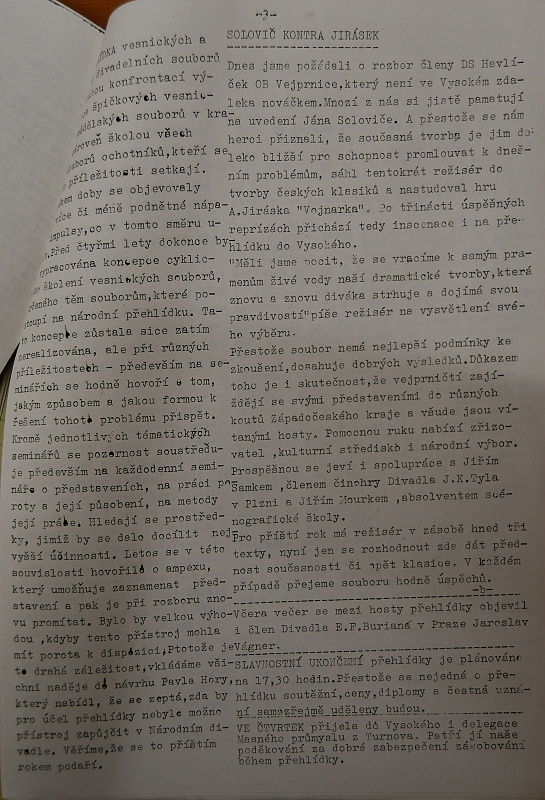 -3-
ŘDKA vesnických a
divadelních souborů
ou konfrontací vý-
špičkových vesnic-
ědělských souborů v kra-
roveň školou všech
uborů ochotníků,kteří se
příležitosti setkají.
hem doby se objevovaly
více či méně podnětné nápa-
impulsy,co v tomto směru u-
.Před čtyřmi lety dokonce by-
vypracována koncepce cyklic-
ho školení vesnických souborů,
čeného těm souborům,které po-
stoupí na národní přehlídku. Ta-
to koncepce zůstala sice zatím
nerealizována, ale při různých
příležitostech - především na se-
minářích se hodně hovoří o tom,
jakým způsobem a jakou formou k
řešení tohoto problému přispět.
Kromě jednotlivých tématických
seminářů se pozornost soustředu-
je především na každodenní semi-
náře o představeních, na práci po-
roty a její působení, na metody
její práce. Hledají se prostřed-
ky, jimiž by se dalo docílit nej-
vyšší účinnosti. Letos se v této
souvislosti hovořilo o ampexu,
který umožňuje zaznamenat před-
stavení a pak je při rozboru zno-
vu promítat. Bylo by velkou výho-
dou ,kdyby tento přístroj mohla
mít porota k dispozici,Ptotože je
to drahá záležitost,vkládáme vši-
chni naděje do návrhu Pavla Hory,
který nabídl, že se zeptá,zda by
pro účel přehlídky nebylo možno
přístroj zapůjčit v Národním di-
vadle. Věříme,že se to příštím
rokem podaří.
SOLOVIČ KONTRA JIRÁSEK
Dnes jsme požádali o rozbor členy DS Havlí-
ček OB Vejprnice,který není ve Vysokém zda-
leka nováčkem.Mnozí z nás si jistě pamatují
na uvedení Jána Soloviče. A přestože se nám
herci přiznali, že současná tvorba je jim da-
leko bližší pro schopnost promlouvat k dneš-
ním problémům, sáhl tentokrát režisér do
tvorby českých klasiků a nastudoval hru
A.Jiráska "Vojnarka". Po třinácti úspěšných
reprízách přichází tedy inscenace i na pře-
hlídku do Vysokého.
"Měli jsme pocit, že se vracíme k samým pra-
menům živé vody naší dramatické tvorby,která
znovu a znovu diváka strhuje a dojímá svou
pravdivostí"píše režisér na vysvětlení své-
ho výběru.
Přestože soubor nemá nejlepší podmínky ke
zkoušení,dosahuje dobrých výsledků.Důkazem
toho je i skutečnost,že vejprničtí zají-
ždějí se svými představeními do různých
koutů Západočeského kraje a všude jsou ví-
tanými hosty. Pomocnou ruku nabízí zřizo-
vatel ,kulturní středisko i národní výbor.
Prospěšnou se jeví i spolupráce s Jiřím
Samkem ,členem činohry Divadla J.K.Tyla
v Plzni a Jiřím Hourkem ,absolventem scé-
nografické školy.
Pro příští rok má režisér v zásobě hned tři
texty, nyní jen se rozhodnout zde dát před-
nost současnosti či opět klasice. V každém
případě přejeme souboru hodně úspěchů.
-b-
Včera večer se mezi hosty přehlídky objevil
i člen Divadla E.F.Buriana v Praze Jaroslav
Vágner.
SLAVNOSTNÍ UKONČENÍ přehlídky je plánováno
na 17,30 hodin.Přestože se nejedná o pře-
hlídku soutěžní,ceny,diplomy a čestná uzná-
ní samozřejmě uděleny budou.
VE ČTVRTEK přijela do Vysokého i delegace
Masného průmyslu z Turnova. Patří jí naše
poděkování za dobré zabezpečení zásobování
během přehlídky.